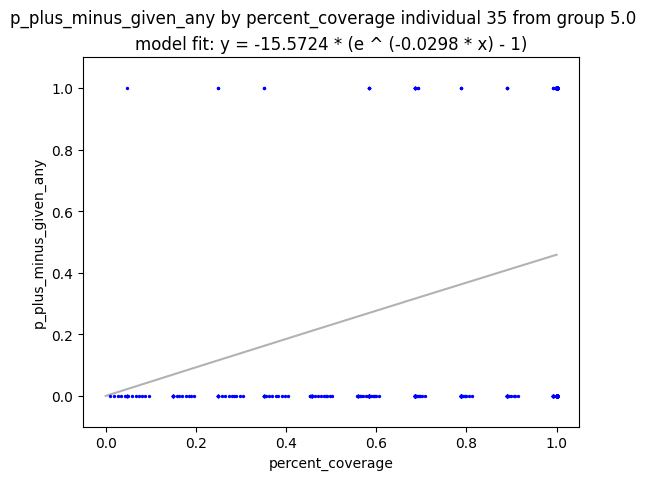 p_plus_minus_given_any by percent_coverage individual 35 from group 5.0
model fit: y = -15.5724 * (e ^ (-0.0298 * x) - 1)
1.0
0.8
0.6
0.4
0.2
0.0
p_plus_minus_given_any
0.0 0.2 0.4 0.6 0.8 1.0
percent_coverage